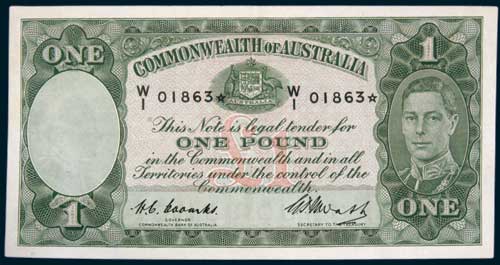 ONE
COMMONWEALTH OF AUSTRALIA
1
AUSTRALIA
W/1 01863☆ W/1 01863☆
This Note is legal tender for
ONE POUND
in the Commonwealth and in all
Territories under the control of the
Commonwealth.
£1
1
GOVERNOR
COMMONWEALTH BANK OF AUSTRALIA
SECRETARY TO THE TREASURY
ONE